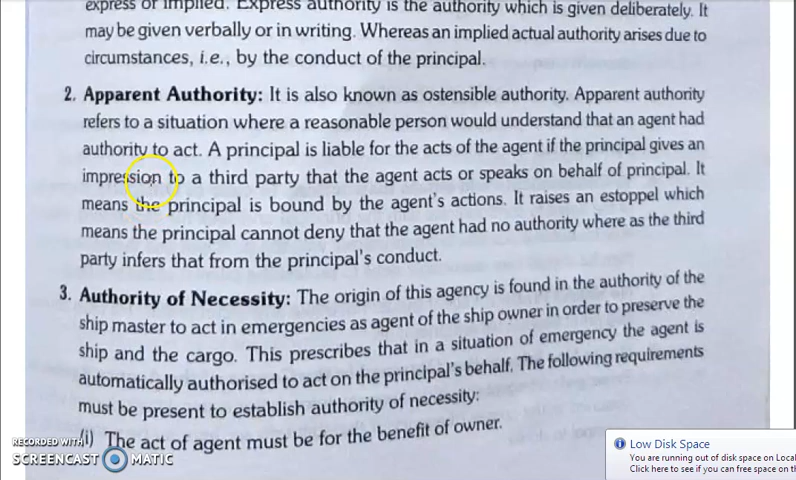 express or implied. Express authority is the authority which is given deliberately. It
may be given verbally or in writing. Whereas an implied actual authority arises due to
circumstances, i.e., by the conduct of the principal.
2. Apparent Authority: It is also known as ostensible authority. Apparent authority
refers to a situation where a reasonable person would understand that an agent had
authority to act. A principal is liable for the acts of the agent if the principal gives an
impression to a third party that the agent acts or speaks on behalf of principal. It
means the principal is bound by the agent's actions. It raises an estoppel which
means the principal cannot deny that the agent had no authority where as the third
party infers that from the principal's conduct.
3. Authority of Necessity: The origin of this agency is found in the authority of the
ship master to act in emergencies as agent of the ship owner in order to preserve the
ship and the cargo. This prescribes that in a situation of emergency the agent is
automatically authorised to act on the principal's behalf. The following requirements
must be present to establish authority of necessity:
(i) The act of agent must be for the benefit of owner.
RECORDED WITH
SCREENCAST MATIC
Low Disk Space
You are running out of disk space on Local
Click here to see if you can free space on